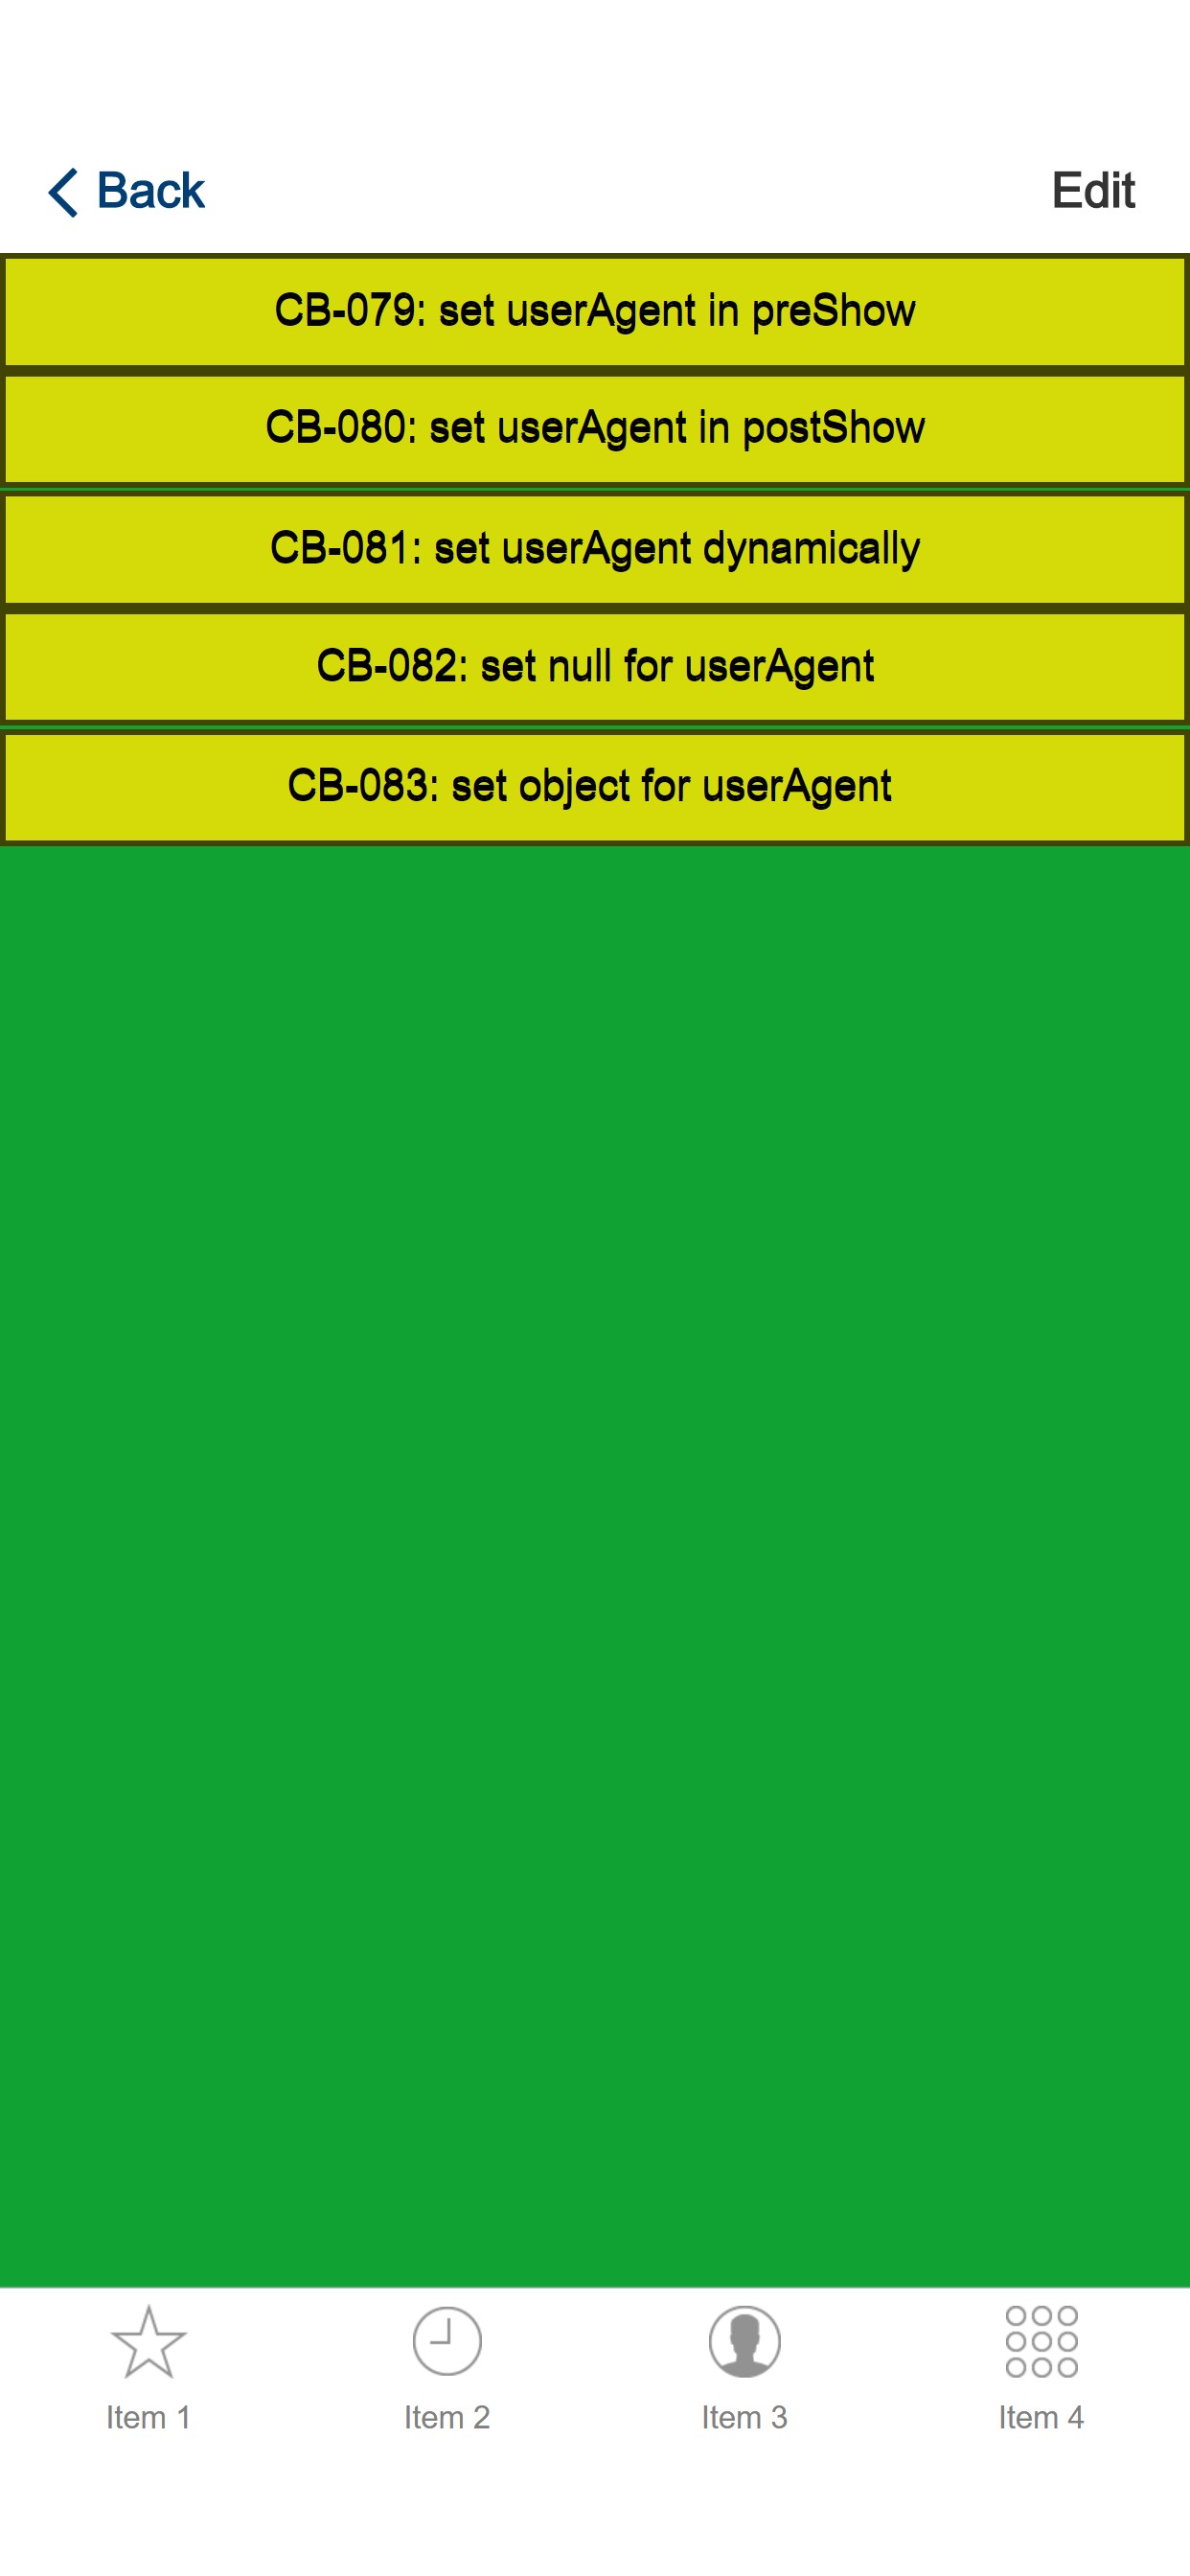 Back
Edit
CB-079: set userAgent in preShow
CB-080: set userAgent in postShow
CB-081: set userAgent dynamically
CB-082: set null for userAgent
CB-083: set object for userAgent
Item 1
Item 2
Item 3
Item 4